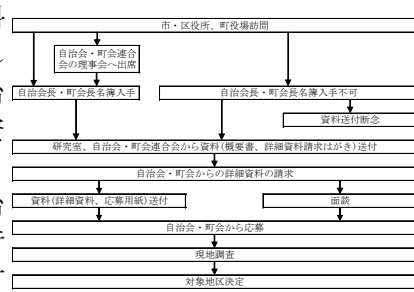 市・区役所、町役場訪問
自治会・町会連合
会の理事会へ出席
自治会長・町会長名簿入手
自治会長・町会長名簿入手不可
資料送付断念
研究室、自治会・町会連合会から資料(概要書、詳細資料請求はがき)送付
自治会・町会からの詳細資料の請求
資料(詳細資料、応募用紙)送付
面談
自治会・町会から応募
現地調査
対象地区決定